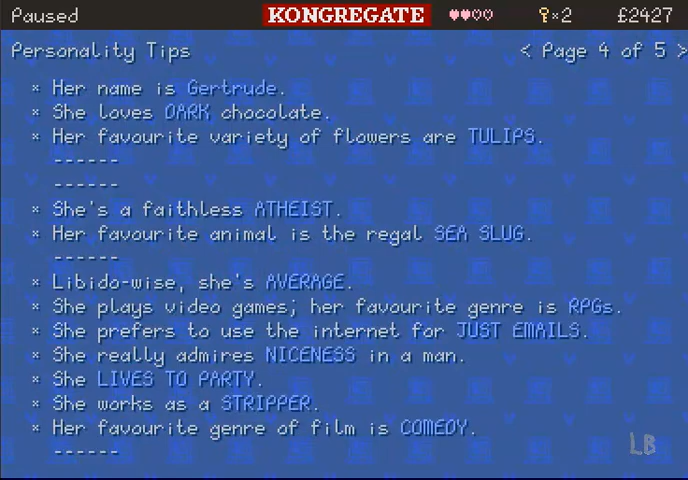 Paused KONGREGATE ×2 £2427
Personality Tips < Page 4 of 5 >
* Her name is Gertrude.
* She loves DARK chocolate.
* Her favourite variety of flowers are TULIPS.
------
------
* She's a faithless ATHEIST.
* Her favourite animal is the regal SEA SLUG.
------
* Libido-wise, she's AVERAGE.
* She plays video games; her favourite genre is RPGs.
* She prefers to use the internet for JUST EMAILS.
* She really admires NICENESS in a man.
* She LIVES TO PARTY.
* She works as a STRIPPER.
* Her favourite genre of film is COMEDY.
------
LB